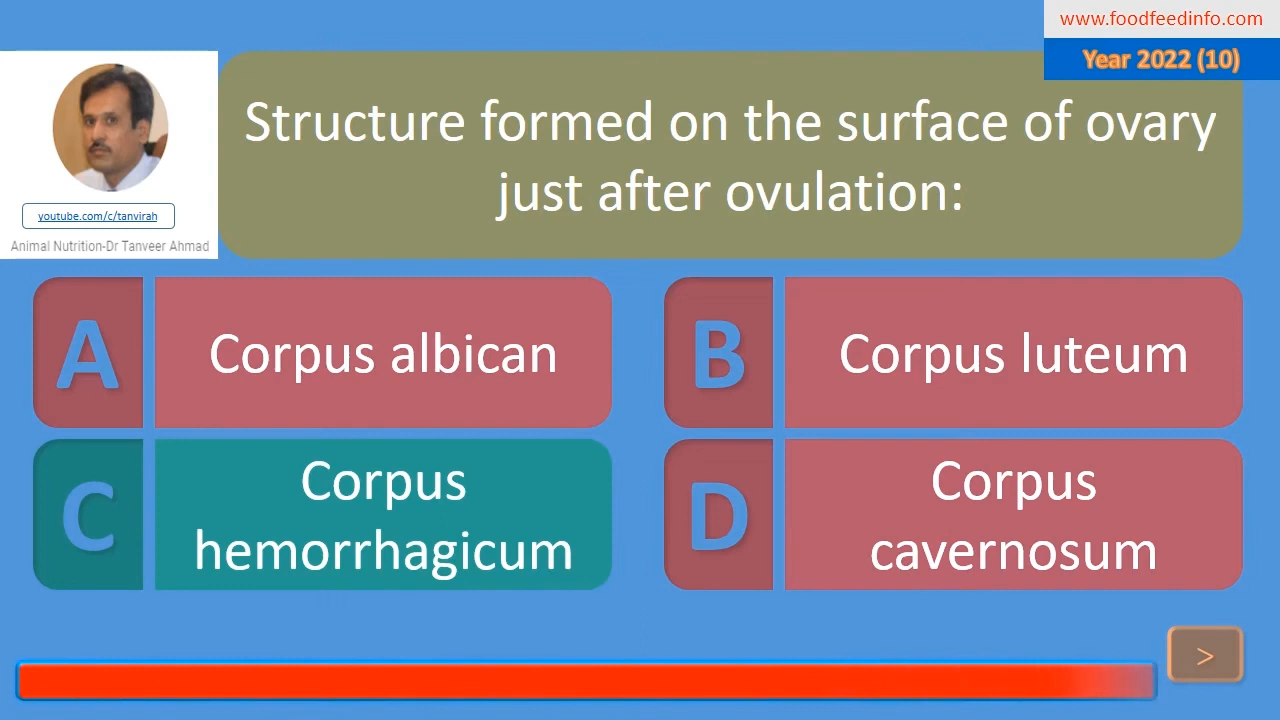 www.foodfeedinfo.com
Year 2022 (10)
Structure formed on the surface of ovary
just after ovulation:
youtube.com/c/tanvirah
Animal Nutrition-Dr Tanveer Ahmad
A
Corpus albican
B
Corpus luteum
C
Corpus
hemorrhagicum
D
Corpus
cavernosum
>